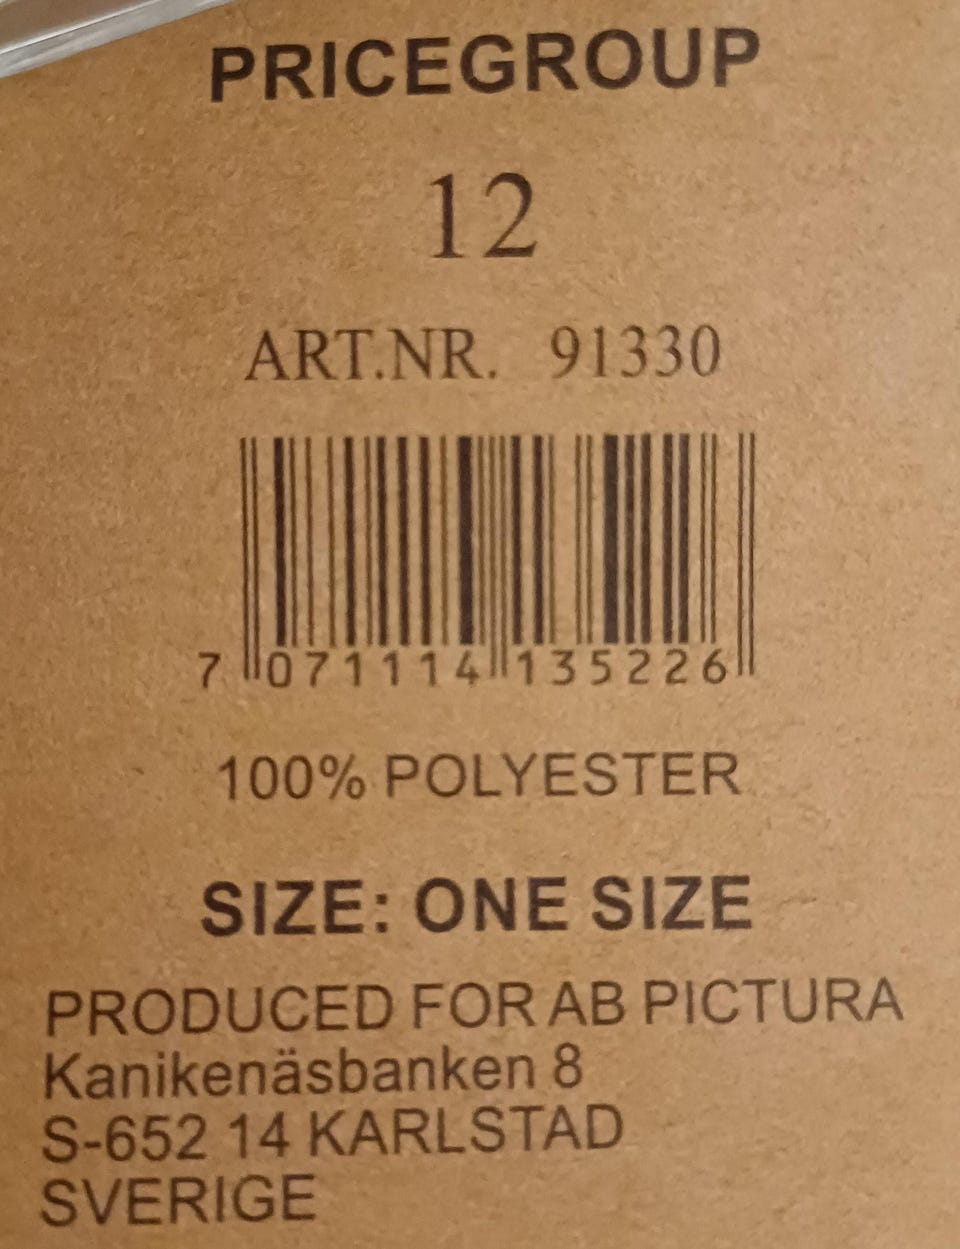 PRICEGROUP
12
ART.NR. 91330
7 071114 135226
100% POLYESTER
SIZE: ONE SIZE
PRODUCED FOR AB PICTURA
Kanikenäsbanken 8
S-652 14 KARLSTAD
SVERIGE